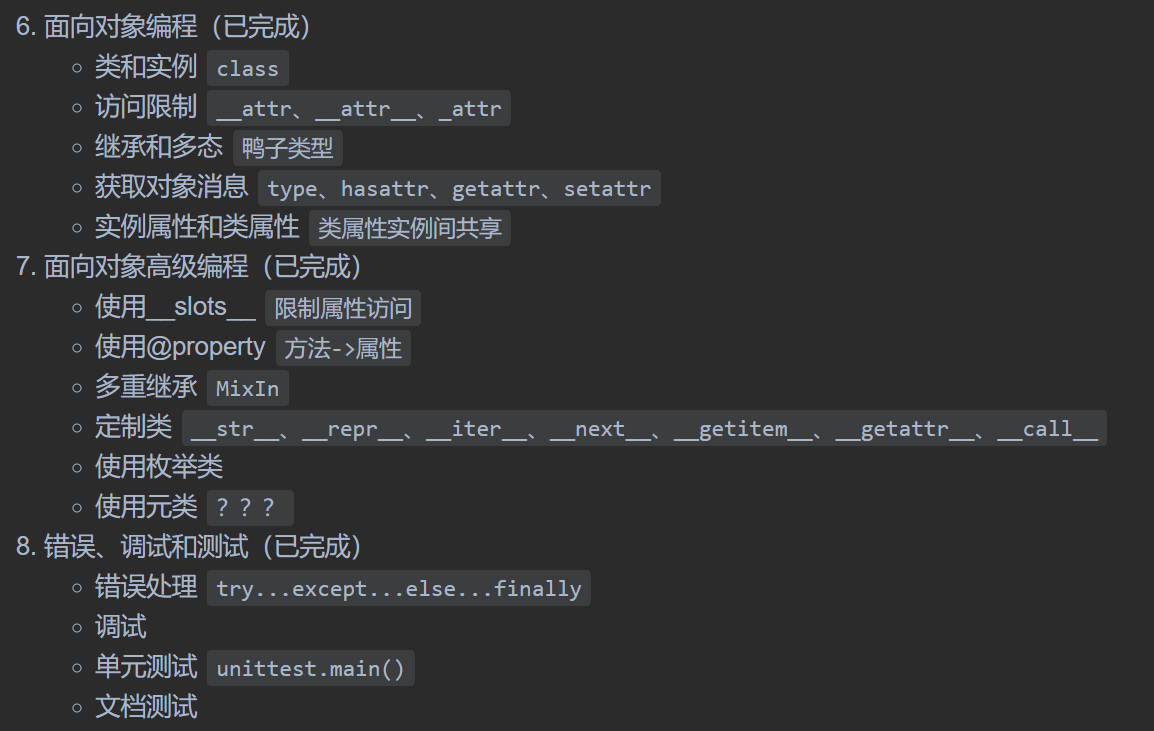 6. 面向对象编程（已完成）
○ 类和实例 class
○ 访问限制 __attr、__attr__、_attr
○ 继承和多态 鸭子类型
○ 获取对象消息 type、hasattr、getattr、setattr
○ 实例属性和类属性 类属性实例间共享
7. 面向对象高级编程（已完成）
○ 使用__slots__ 限制属性访问
○ 使用@property 方法->属性
○ 多重继承 MixIn
○ 定制类 __str__、__repr__、__iter__、__next__、__getitem__、__getattr__、__call__
○ 使用枚举类
○ 使用元类 ？？？
8. 错误、调试和测试（已完成）
○ 错误处理 try...except...else...finally
○ 调试
○ 单元测试 unittest.main()
○ 文档测试